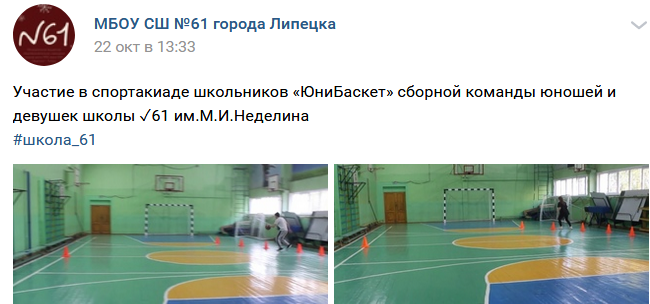 №61
МБОУ СШ №61 города Липецка
22 окт в 13:33
Участие в спортакиаде школьников «ЮниБаскет» сборной команды юношей и
девушек школы √61 им.М.И.Неделина
#школа_61